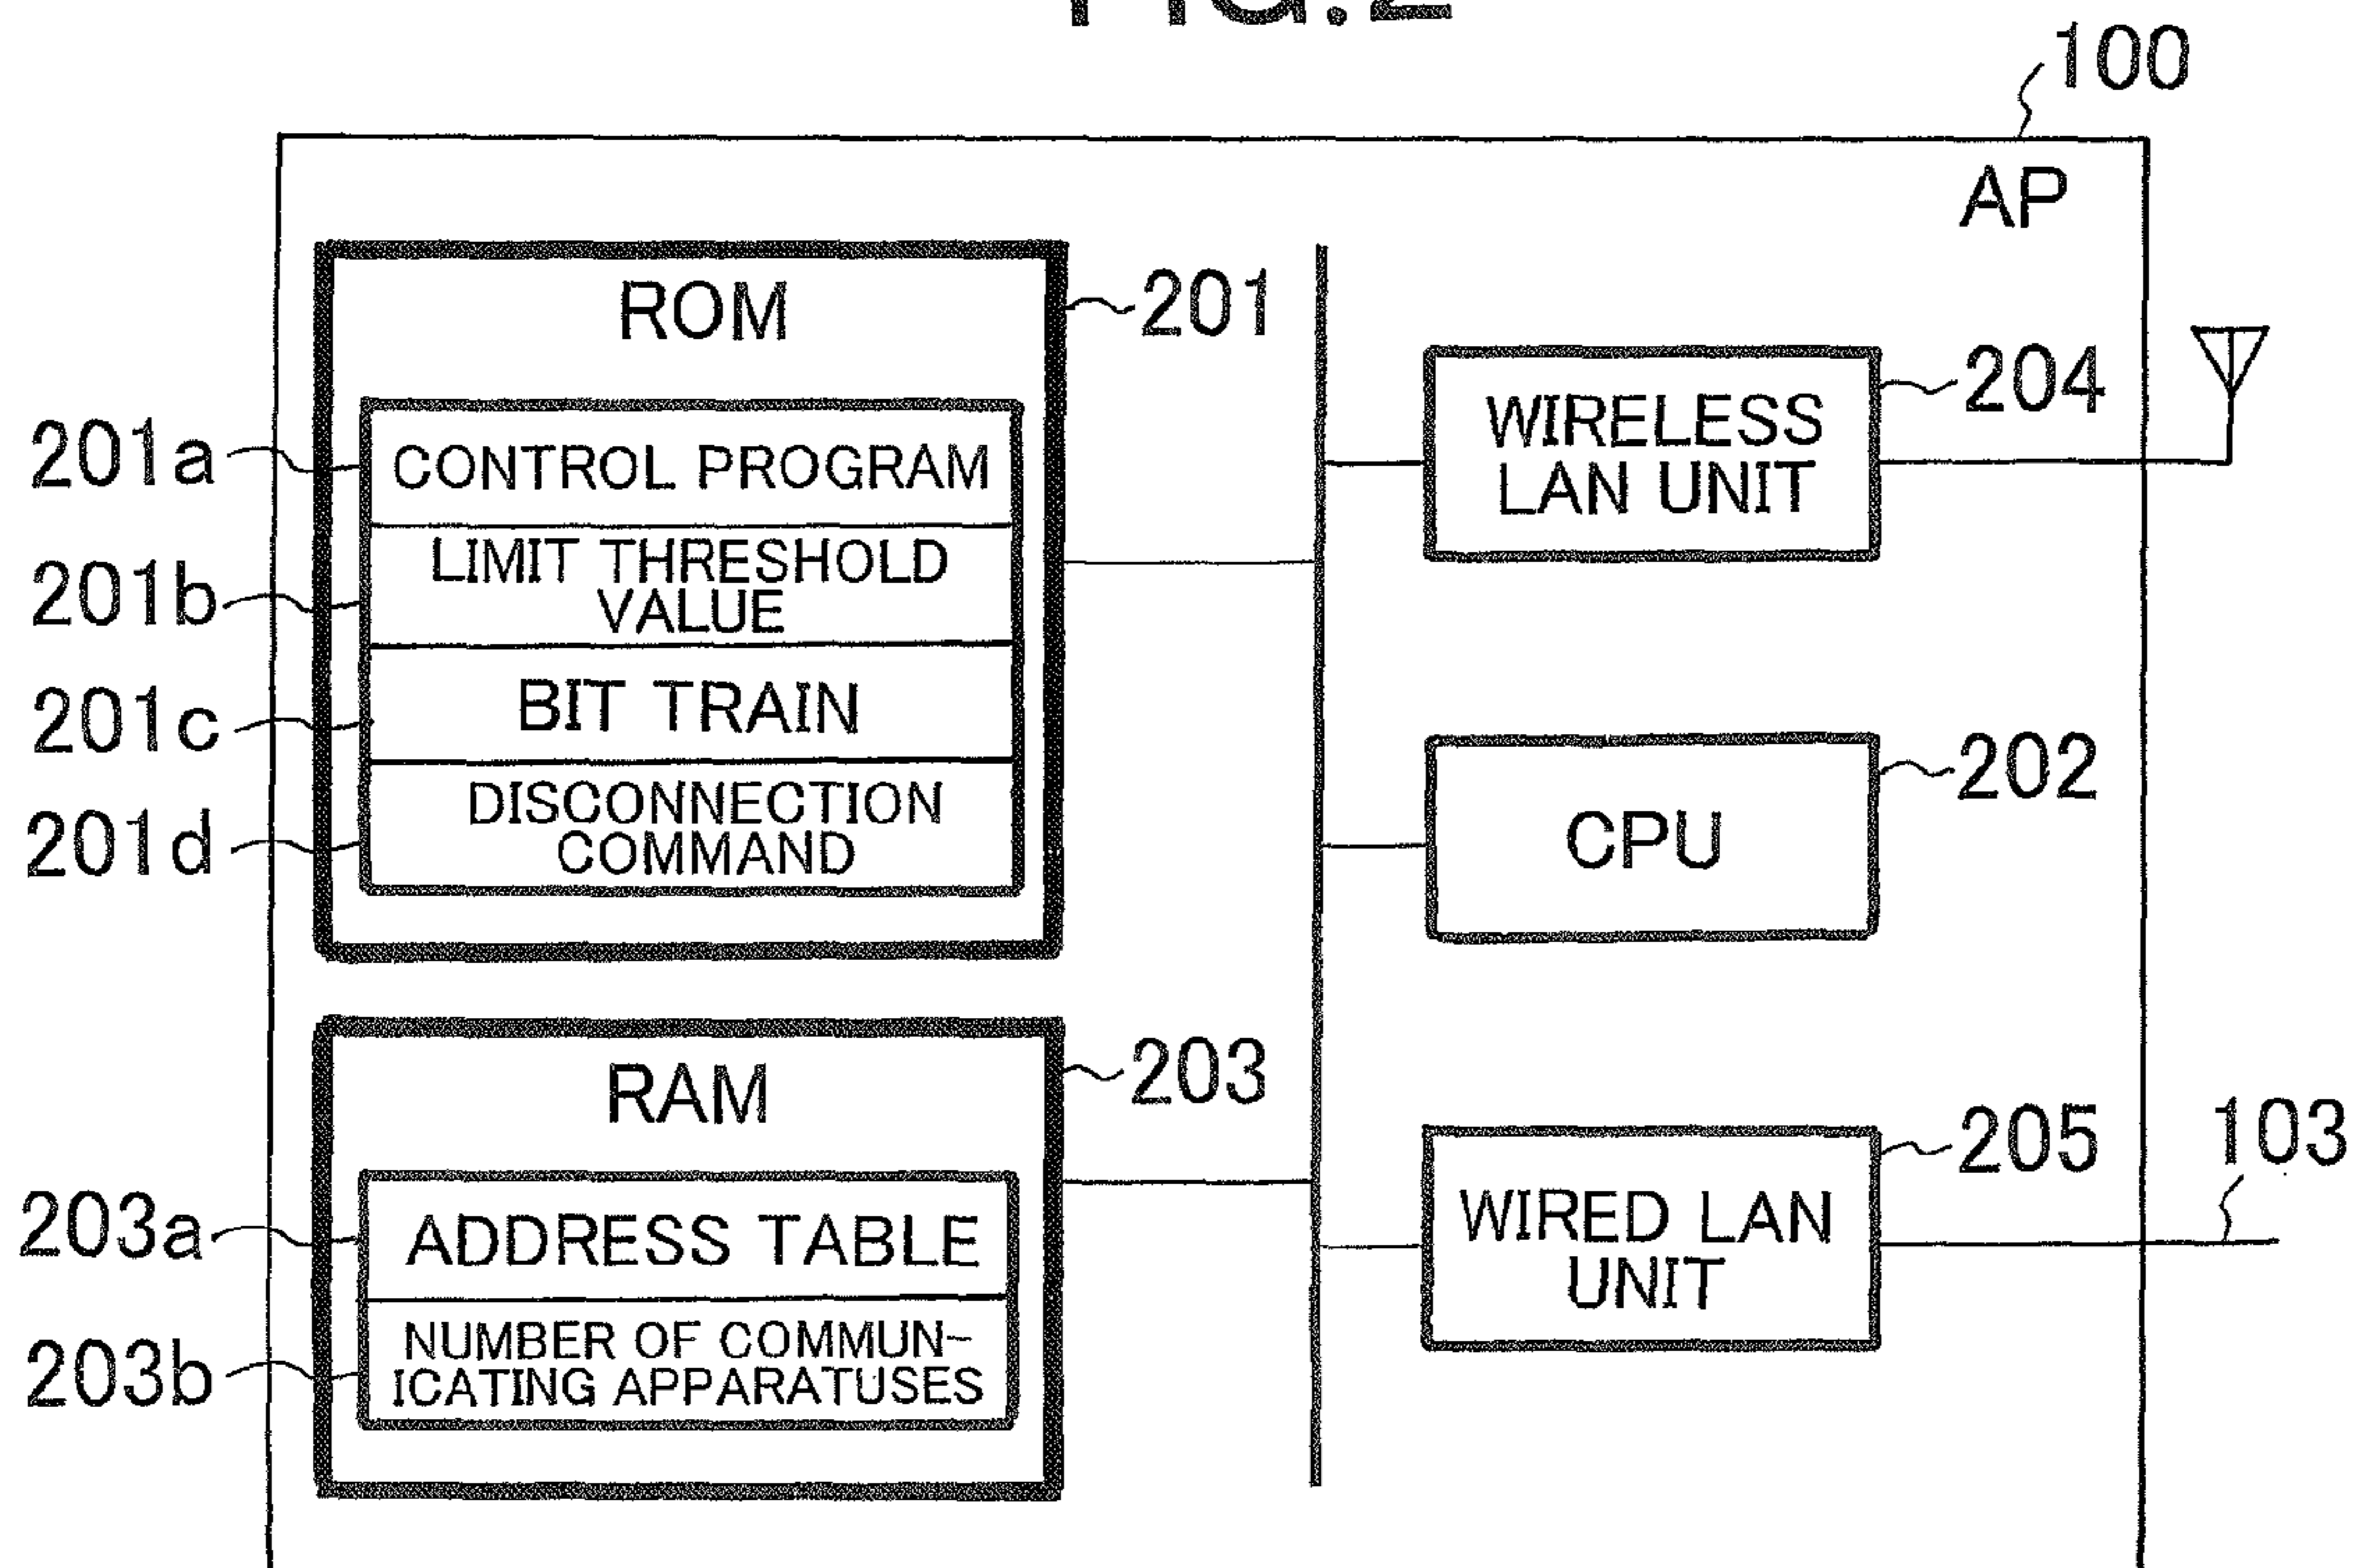 FIG.2
100
AP
ROM
201
201a
CONTROL PROGRAM
201b
LIMIT THRESHOLD
VALUE
201c
BIT TRAIN
201d
DISCONNECTION
COMMAND
WIRELESS
LAN UNIT
204
CPU
202
RAM
203
203a
ADDRESS TABLE
203b
NUMBER OF COMMUN-
ICATING APPARATUSES
WIRED LAN
UNIT
205
103